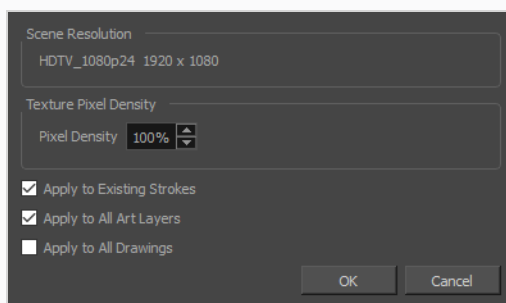 Scene Resolution
HDTV_1080p24 1920 x 1080
Texture Pixel Density
Pixel Density 100%
Apply to Existing Strokes
Apply to All Art Layers
Apply to All Drawings
OK Cancel